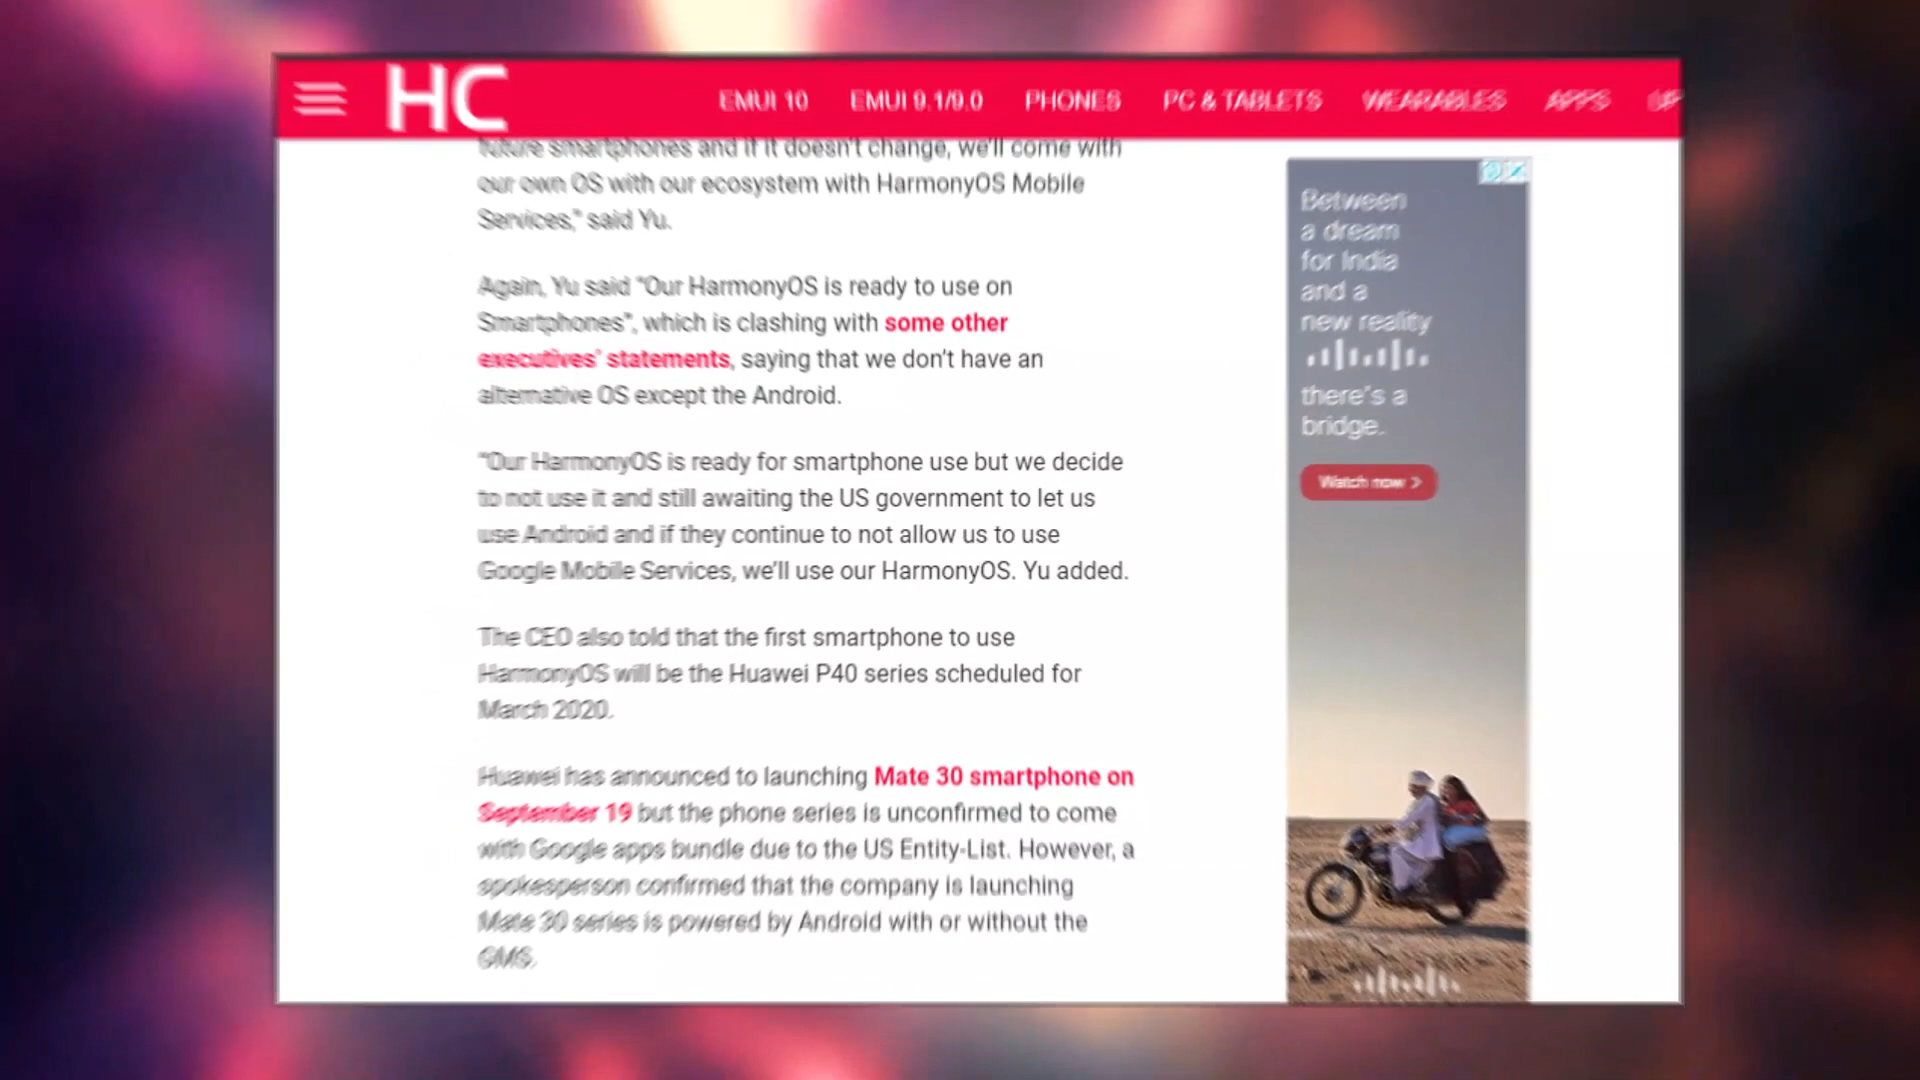 HC
EMUI 10 EMUI 9.1/9.0 PHONES PC & TABLETS WEARABLES APPS UP
future smartphones and if it doesn't change, we'll come with
our own OS with our ecosystem with HarmonyOS Mobile
Services," said Yu.
Again, Yu said "Our HarmonyOS is ready to use on
Smartphones", which is clashing with some other
executives' statements, saying that we don't have an
alternative OS except the Android.
"Our HarmonyOS is ready for smartphone use but we decide
to not use it and still awaiting the US government to let us
use Android and if they continue to not allow us to use
Google Mobile Services, we'll use our HarmonyOS. Yu added.
The CEO also told that the first smartphone to use
HarmonyOS will be the Huawei P40 series scheduled for
March 2020.
Huawei has announced to launching Mate 30 smartphone on
September 19 but the phone series is unconfirmed to come
with Google apps bundle due to the US Entity-List. However, a
spokesperson confirmed that the company is launching
Mate 30 series is powered by Android with or without the
GMS.
Between
a dream
for India
and a
new reality
there's a
bridge.
Watch now >